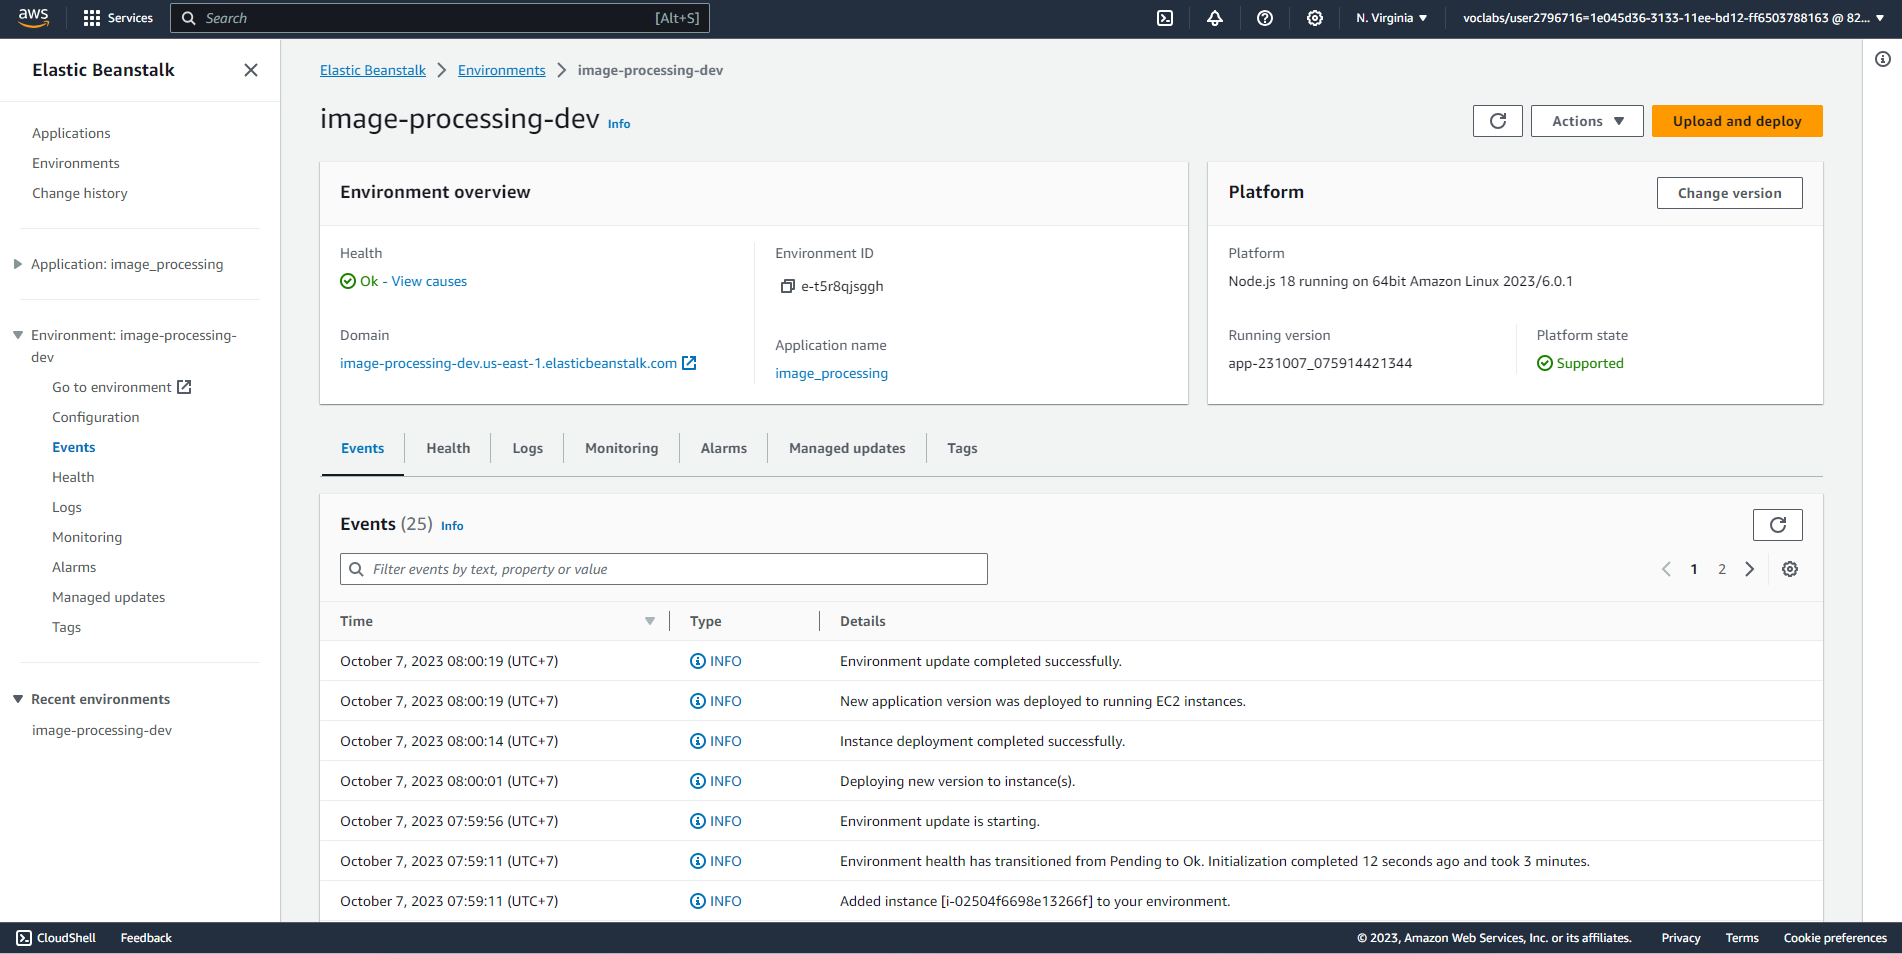 aws
Services
Search [Alt+S]
N. Virginia
voclabs/user2796716=1e045d36-3133-11ee-bd12-ff6503788163 @ 82...
Elastic Beanstalk
Applications
Environments
Change history
Application: image_processing
Environment: image-processing-
dev
Go to environment
Configuration
Events
Health
Logs
Monitoring
Alarms
Managed updates
Tags
Recent environments
image-processing-dev
Elastic Beanstalk
Environments
image-processing-dev
image-processing-dev Info
Actions
Upload and deploy
Environment overview
Health
Ok - View causes
Domain
image-processing-dev.us-east-1.elasticbeanstalk.com
Environment ID
e-t5r8qjsggh
Application name
image_processing
Platform
Change version
Platform
Node.js 18 running on 64bit Amazon Linux 2023/6.0.1
Running version
app-231007_075914421344
Platform state
Supported
Events
Health
Logs
Monitoring
Alarms
Managed updates
Tags
Events (25) Info
Filter events by text, property or value
1 2
Time Type Details
October 7, 2023 08:00:19 (UTC+7) INFO Environment update completed successfully.
October 7, 2023 08:00:19 (UTC+7) INFO New application version was deployed to running EC2 instances.
October 7, 2023 08:00:14 (UTC+7) INFO Instance deployment completed successfully.
October 7, 2023 08:00:01 (UTC+7) INFO Deploying new version to instance(s).
October 7, 2023 07:59:56 (UTC+7) INFO Environment update is starting.
October 7, 2023 07:59:11 (UTC+7) INFO Environment health has transitioned from Pending to Ok. Initialization completed 12 seconds ago and took 3 minutes.
October 7, 2023 07:59:11 (UTC+7) INFO Added instance [i-02504f6698e13266f] to your environment.
CloudShell
Feedback
© 2023, Amazon Web Services, Inc. or its affiliates.
Privacy
Terms
Cookie preferences